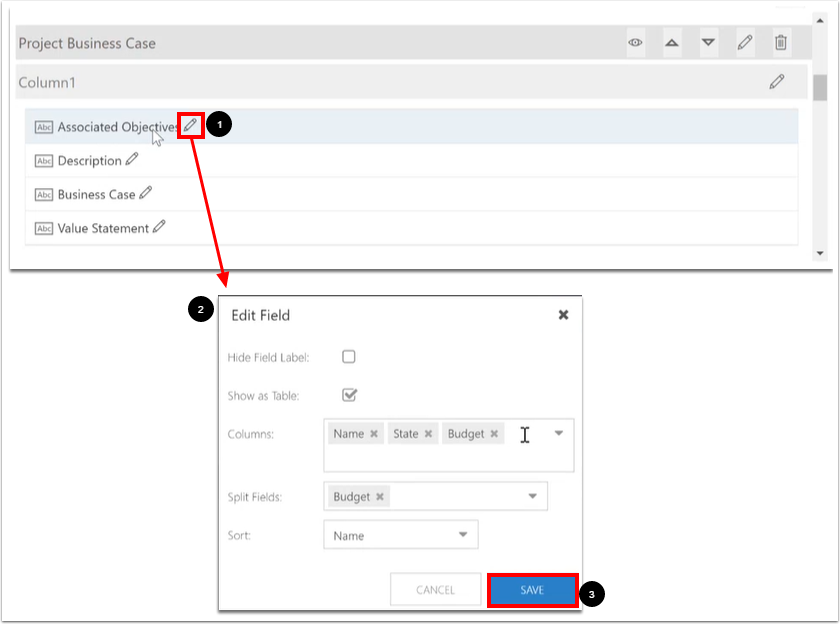 Project Business Case
Column1
Abc Associated Objectives 1
Abc Description
Abc Business Case
Abc Value Statement
2 Edit Field
Hide Field Label:
Show as Table:
Columns: Name State Budget
Split Fields: Budget
Sort: Name
CANCEL SAVE 3